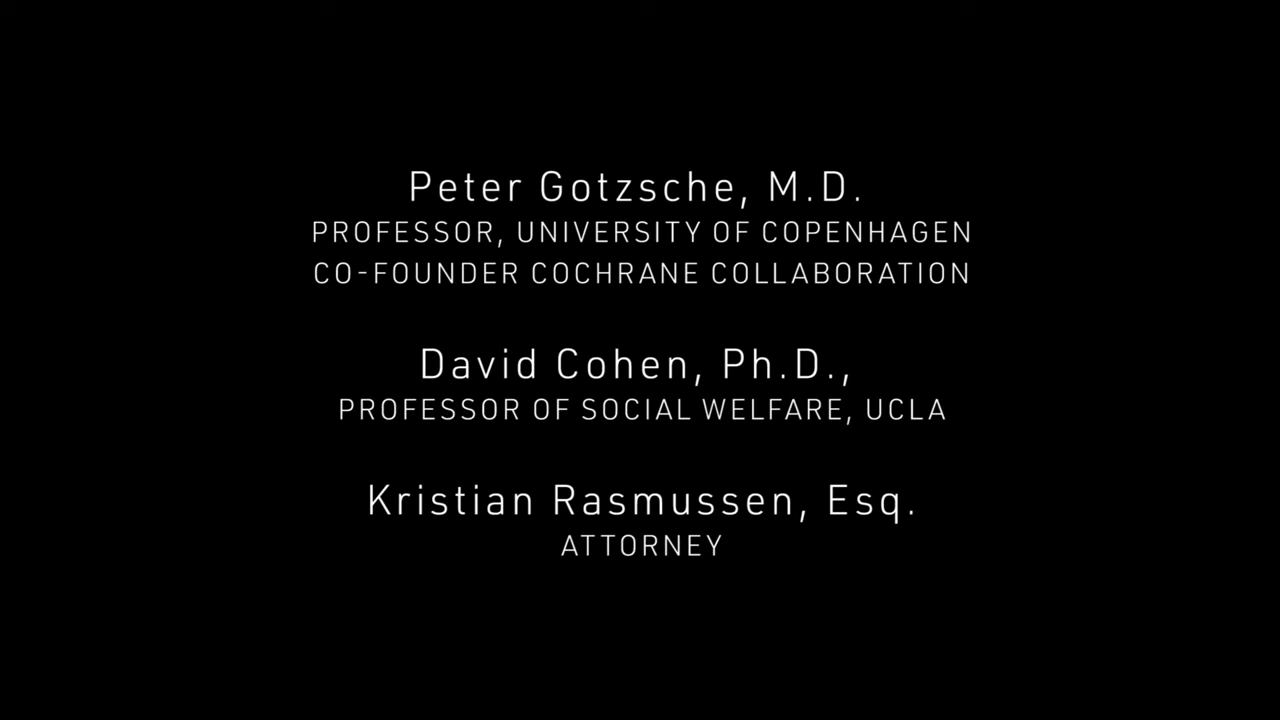 Peter Gotzsche, M.D.
PROFESSOR, UNIVERSITY OF COPENHAGEN
CO-FOUNDER COCHRANE COLLABORATION
David Cohen, Ph.D.,
PROFESSOR OF SOCIAL WELFARE, UCLA
Kristian Rasmussen, Esq.
ATTORNEY